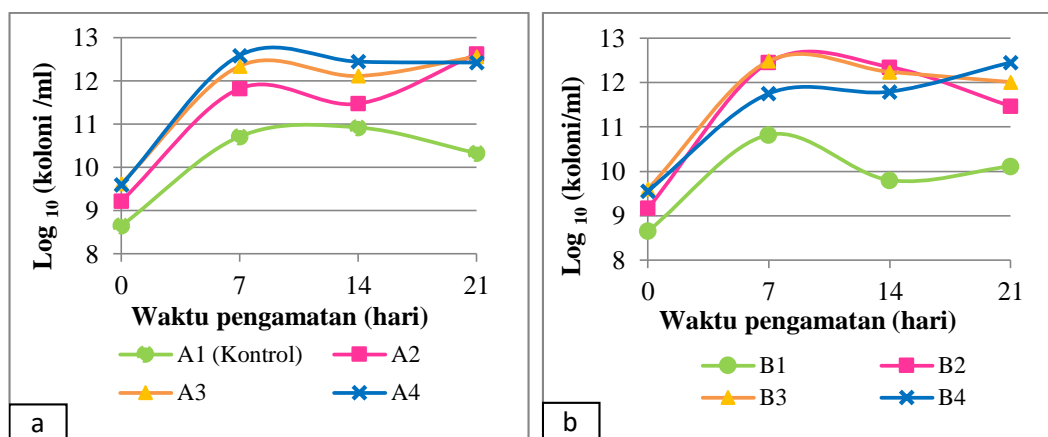 Log 10 (koloni /ml)
13
12
11
10
9
8
0 7 14 21
Waktu pengamatan (hari)
A1 (Kontrol) A2
A3 A4
a
Log 10 (koloni/ml)
13
12
11
10
9
8
0 7 14 21
Waktu pengamatan (hari)
B1 B2
B3 B4
b